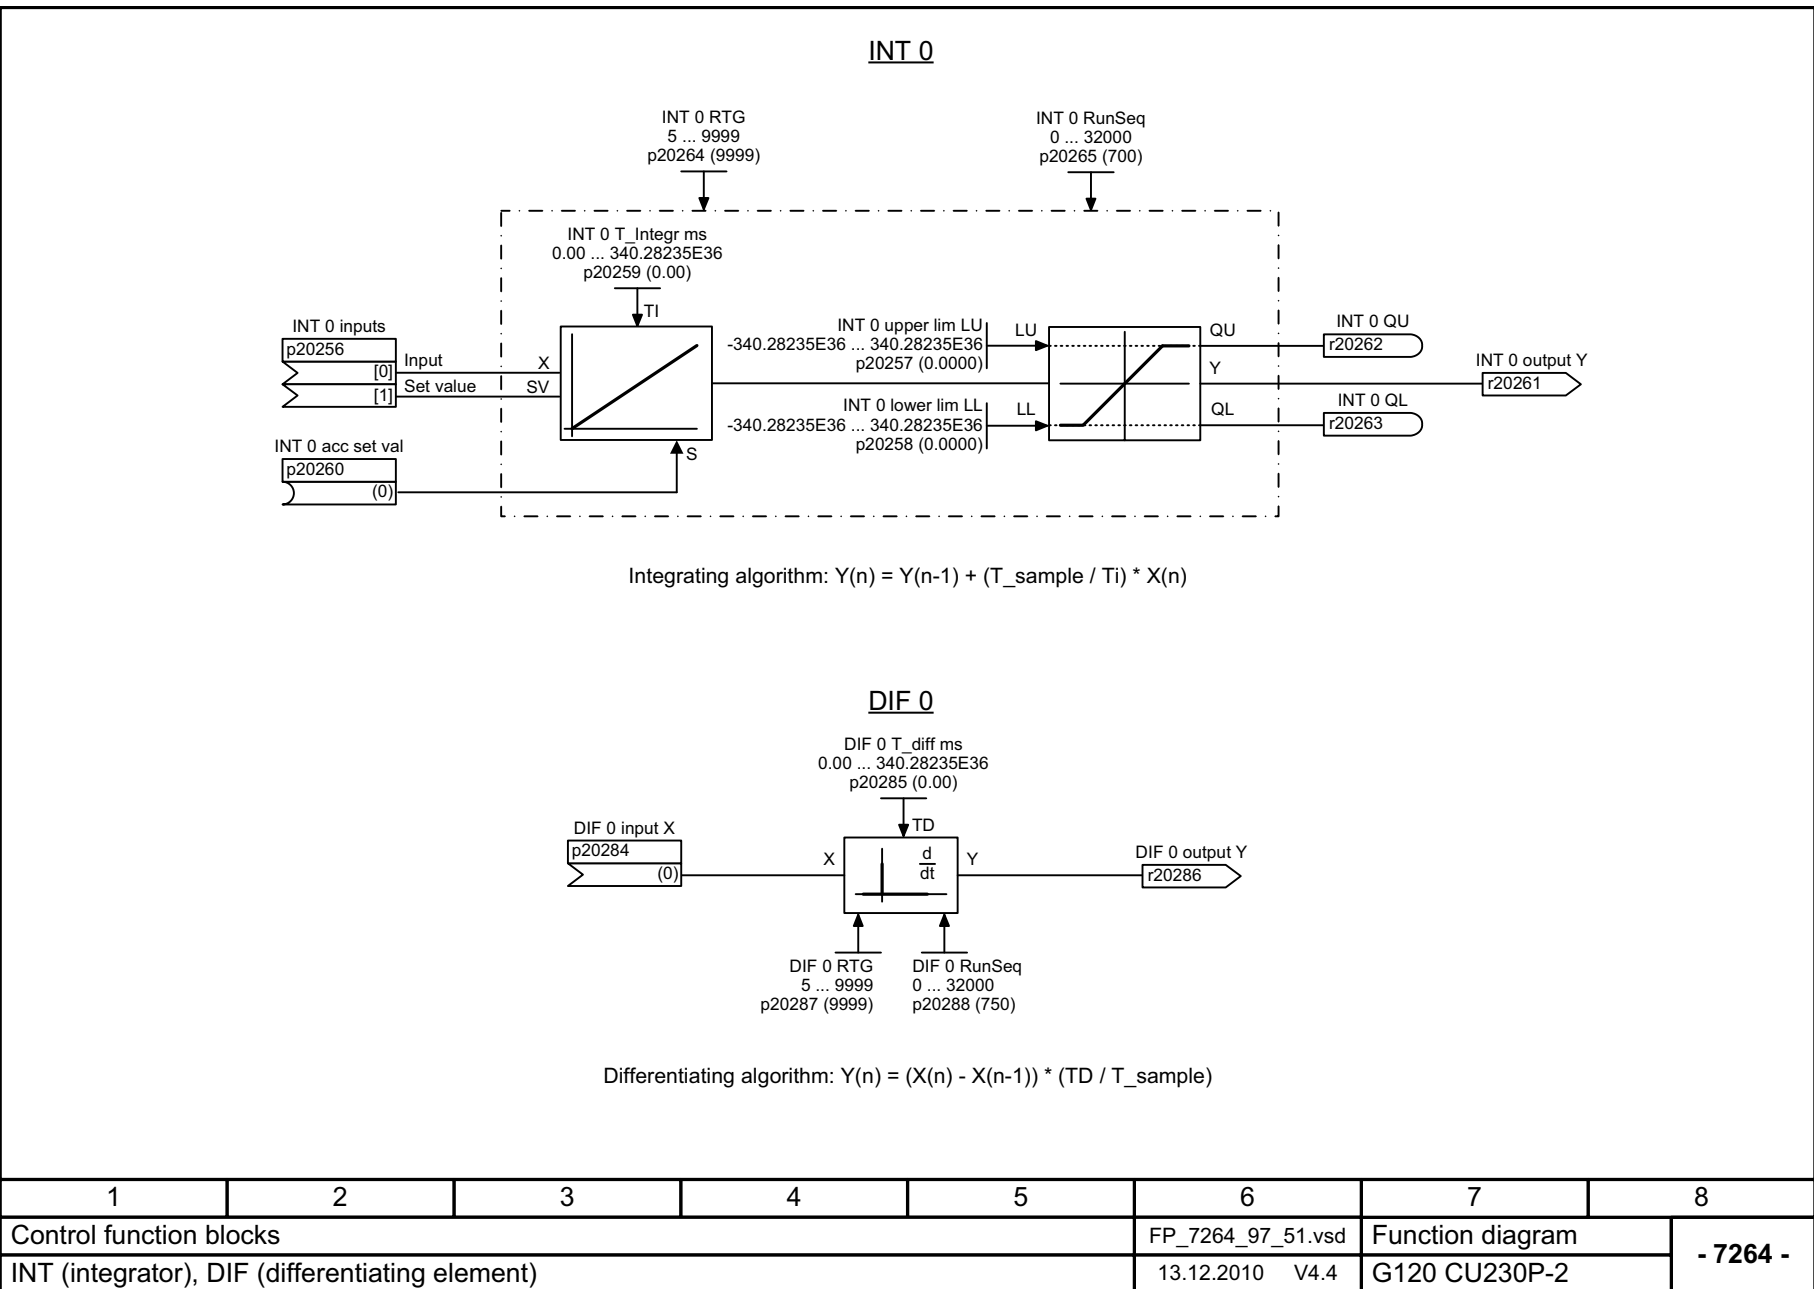 INT 0
INT 0 RTG
5 ... 9999
p20264 (9999)
INT 0 RunSeq
0 ... 32000
p20265 (700)
INT 0 T_Integr ms
0.00 ... 340.28235E36
p20259 (0.00)
TI
INT 0 inputs
p20256
[0]
[1]
Input
Set value
X
SV
INT 0 acc set val
p20260
(0)
S
INT 0 upper lim LU
-340.28235E36 ... 340.28235E36
p20257 (0.0000)
LU
INT 0 lower lim LL
-340.28235E36 ... 340.28235E36
p20258 (0.0000)
LL
QU
Y
QL
INT 0 QU
r20262
INT 0 output Y
r20261
INT 0 QL
r20263
Integrating algorithm: Y(n) = Y(n-1) + (T_sample / Ti) * X(n)
DIF 0
DIF 0 T_diff ms
0.00 ... 340.28235E36
p20285 (0.00)
TD
DIF 0 input X
p20284
(0)
X
d
dt
Y
DIF 0 output Y
r20286
DIF 0 RTG
5 ... 9999
p20287 (9999)
DIF 0 RunSeq
0 ... 32000
p20288 (750)
Differentiating algorithm: Y(n) = (X(n) - X(n-1)) * (TD / T_sample)
1 2 3 4 5 6 7 8
Control function blocks
FP_7264_97_51.vsd
Function diagram
- 7264 -
INT (integrator), DIF (differentiating element)
13.12.2010 V4.4
G120 CU230P-2